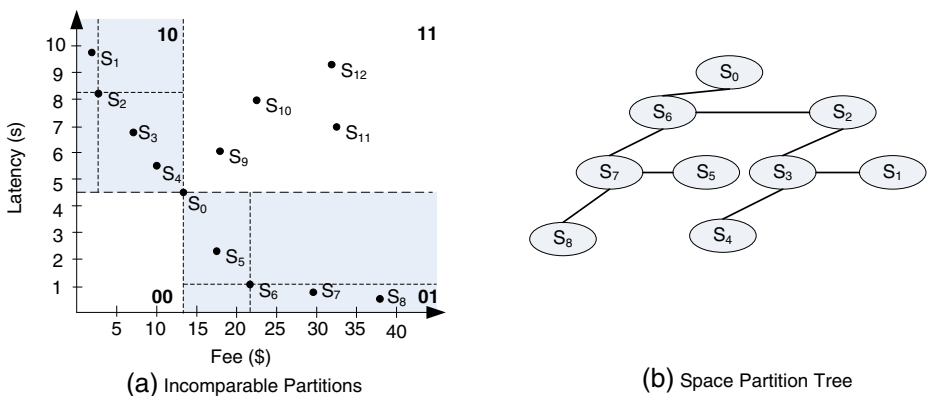 10
11
10
9
8
7
6
5
4
3
2
1
Latency (s)
S1
S2
S3
S4
S0
S5
S6
S7
S8
S9
S10
S11
S12
00
01
5 10 15 20 25 30 35 40
Fee ($)
(a) Incomparable Partitions
S0
S6 S2
S7 S5 S3 S1
S8 S4
(b) Space Partition Tree